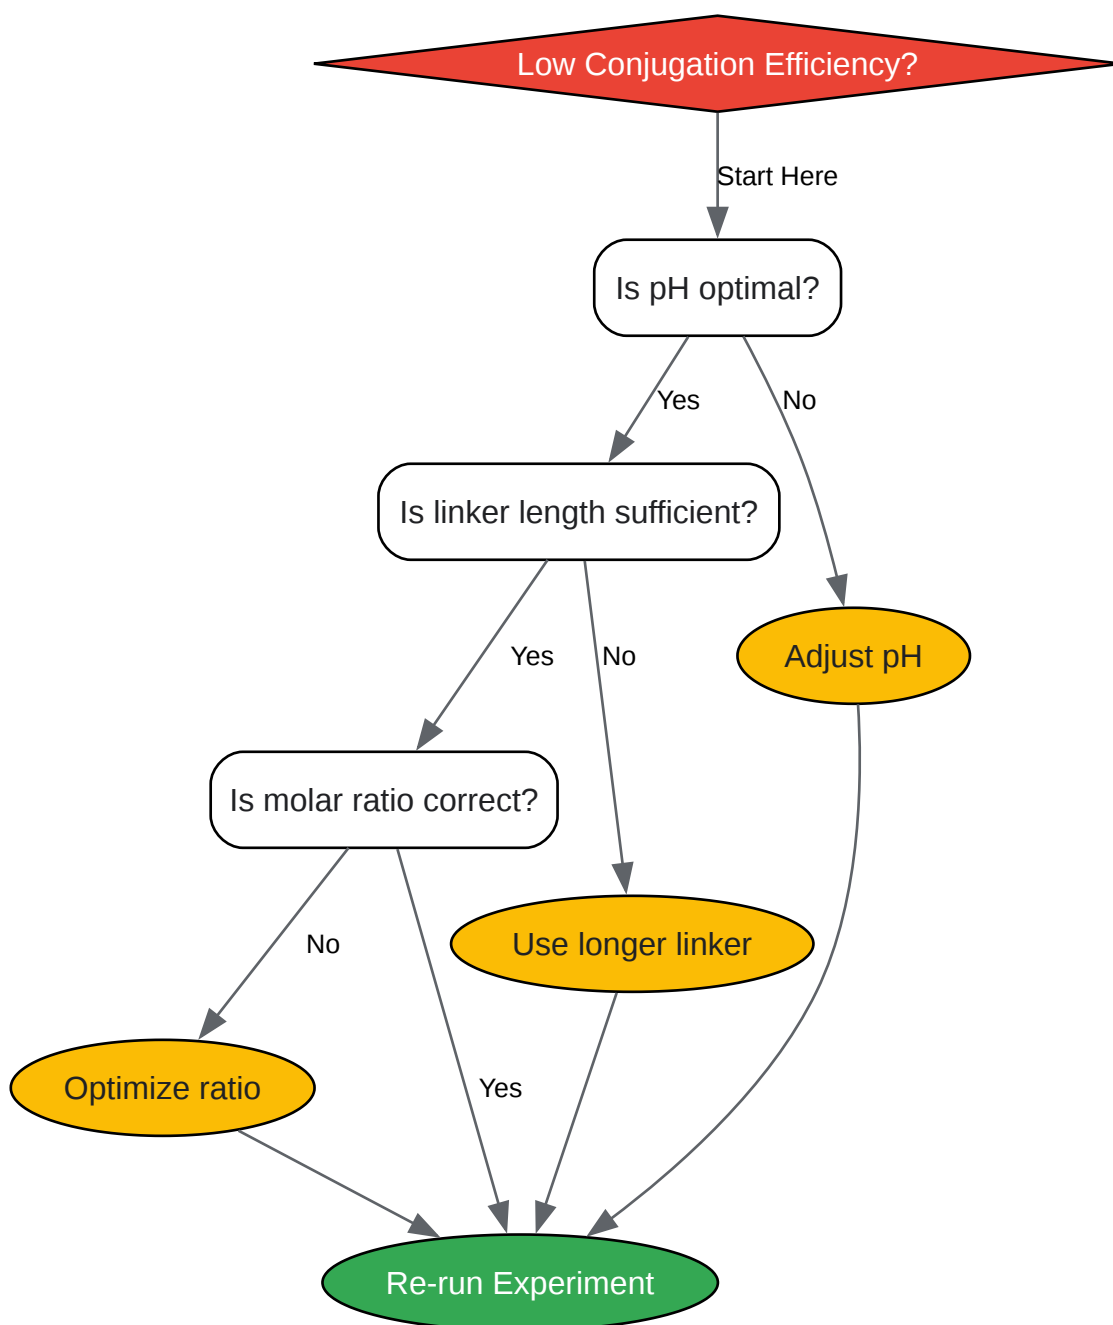 Low Conjugation Efficiency?
Start Here
Is pH optimal?
Yes
No
Is linker length sufficient?
Yes
No
Adjust pH
Is molar ratio correct?
No
Use longer linker
Optimize ratio
Yes
Re-run Experiment